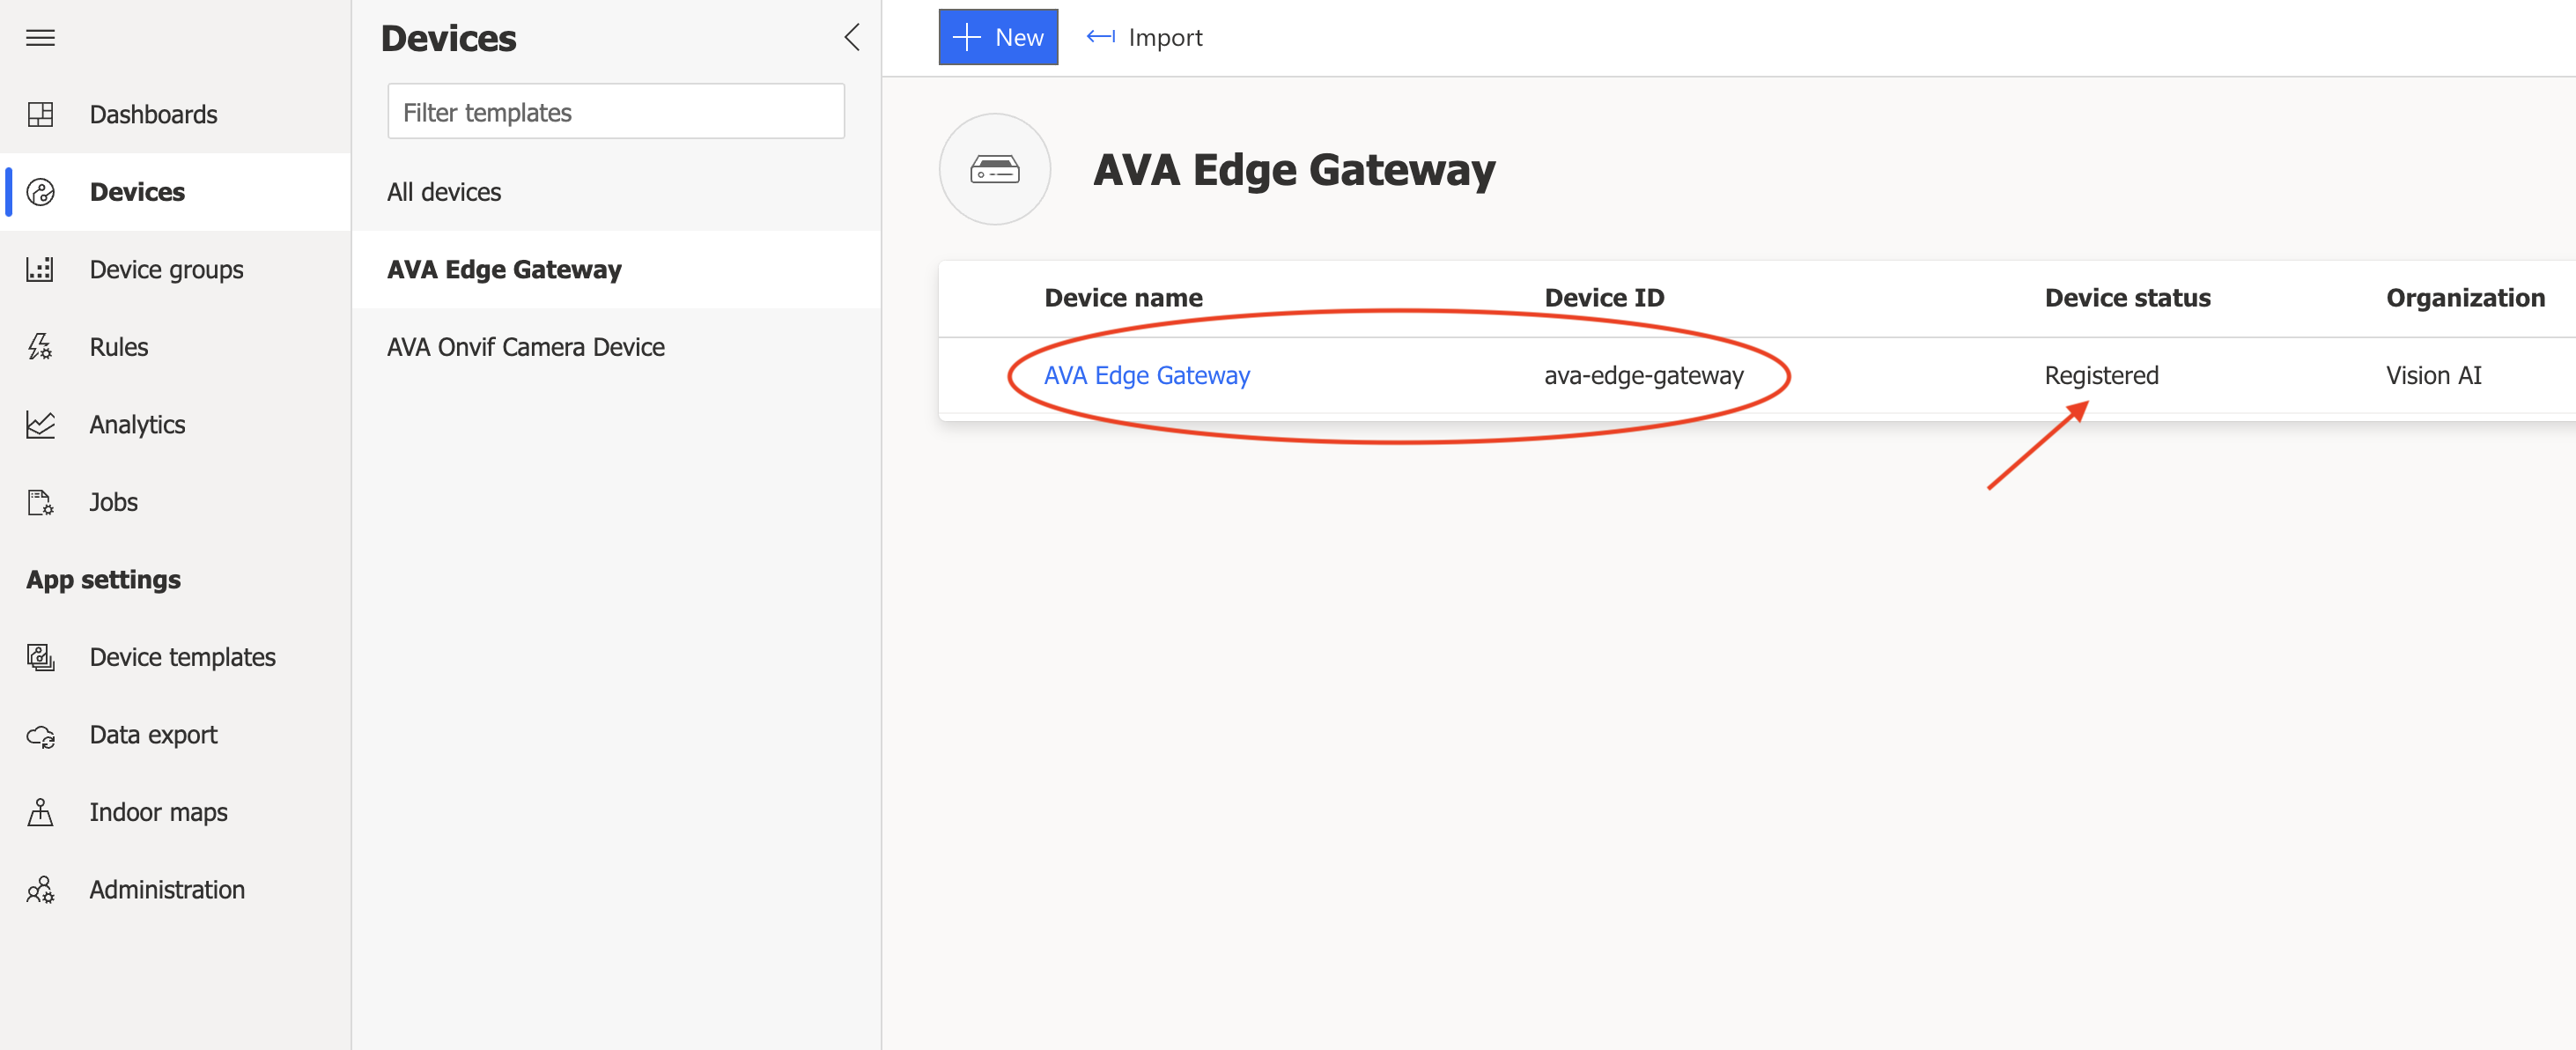 Dashboards
Devices
Device groups
Rules
Analytics
Jobs
App settings
Device templates
Data export
Indoor maps
Administration
Devices
Filter templates
All devices
AVA Edge Gateway
AVA Onvif Camera Device
New Import
AVA Edge Gateway
Device name Device ID Device status Organization
AVA Edge Gateway ava-edge-gateway Registered Vision AI